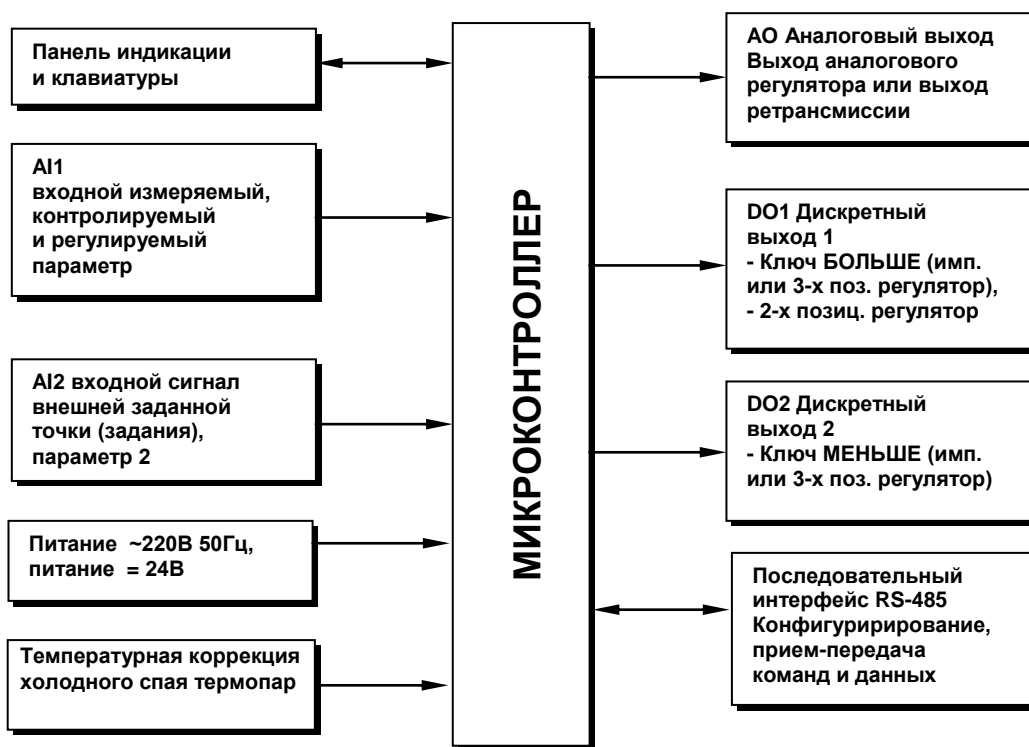 Панель индикации
и клавиатуры
AI1
входной измеряемый,
контролируемый
и регулируемый
параметр
AI2 входной сигнал
внешней заданной
точки (задания),
параметр 2
Питание ~220В 50Гц,
питание = 24В
Температурная коррекция
холодного спая термопар
МИКРОКОНТРОЛЛЕР
АО Аналоговый выход
Выход аналогового
регулятора или выход
ретрансмиссии
DO1 Дискретный
выход 1
- Ключ БОЛЬШЕ (имп.
или 3-х поз. регулятор),
- 2-х позиц. регулятор
DO2 Дискретный
выход 2
- Ключ МЕНЬШЕ (имп.
или 3-х поз. регулятор)
Последовательный
интерфейс RS-485
Конфигуририрование,
прием-передача
команд и данных